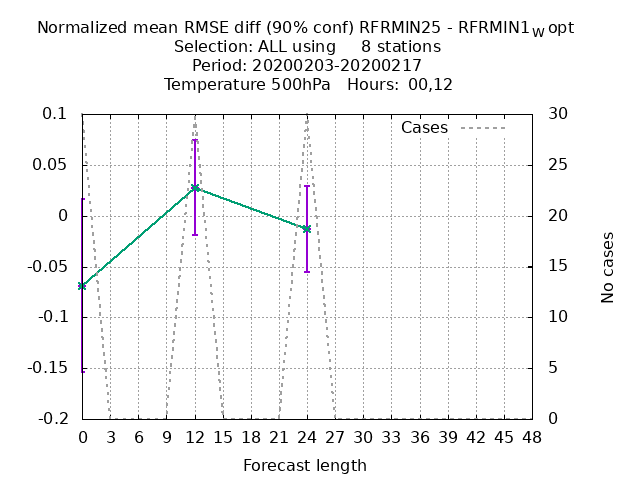 Normalized mean RMSE diff (90% conf) RFRMIN25 - RFRMIN1W opt
Selection: ALL using 8 stations
Period: 20200203-20200217
Temperature 500hPa Hours: 00,12
Cases
0.1
0.05
0
-0.05
-0.1
-0.15
-0.2
30
25
20
15
10
5
0
No cases
0 3 6 9 12 15 18 21 24 27 30 33 36 39 42 45 48
Forecast length